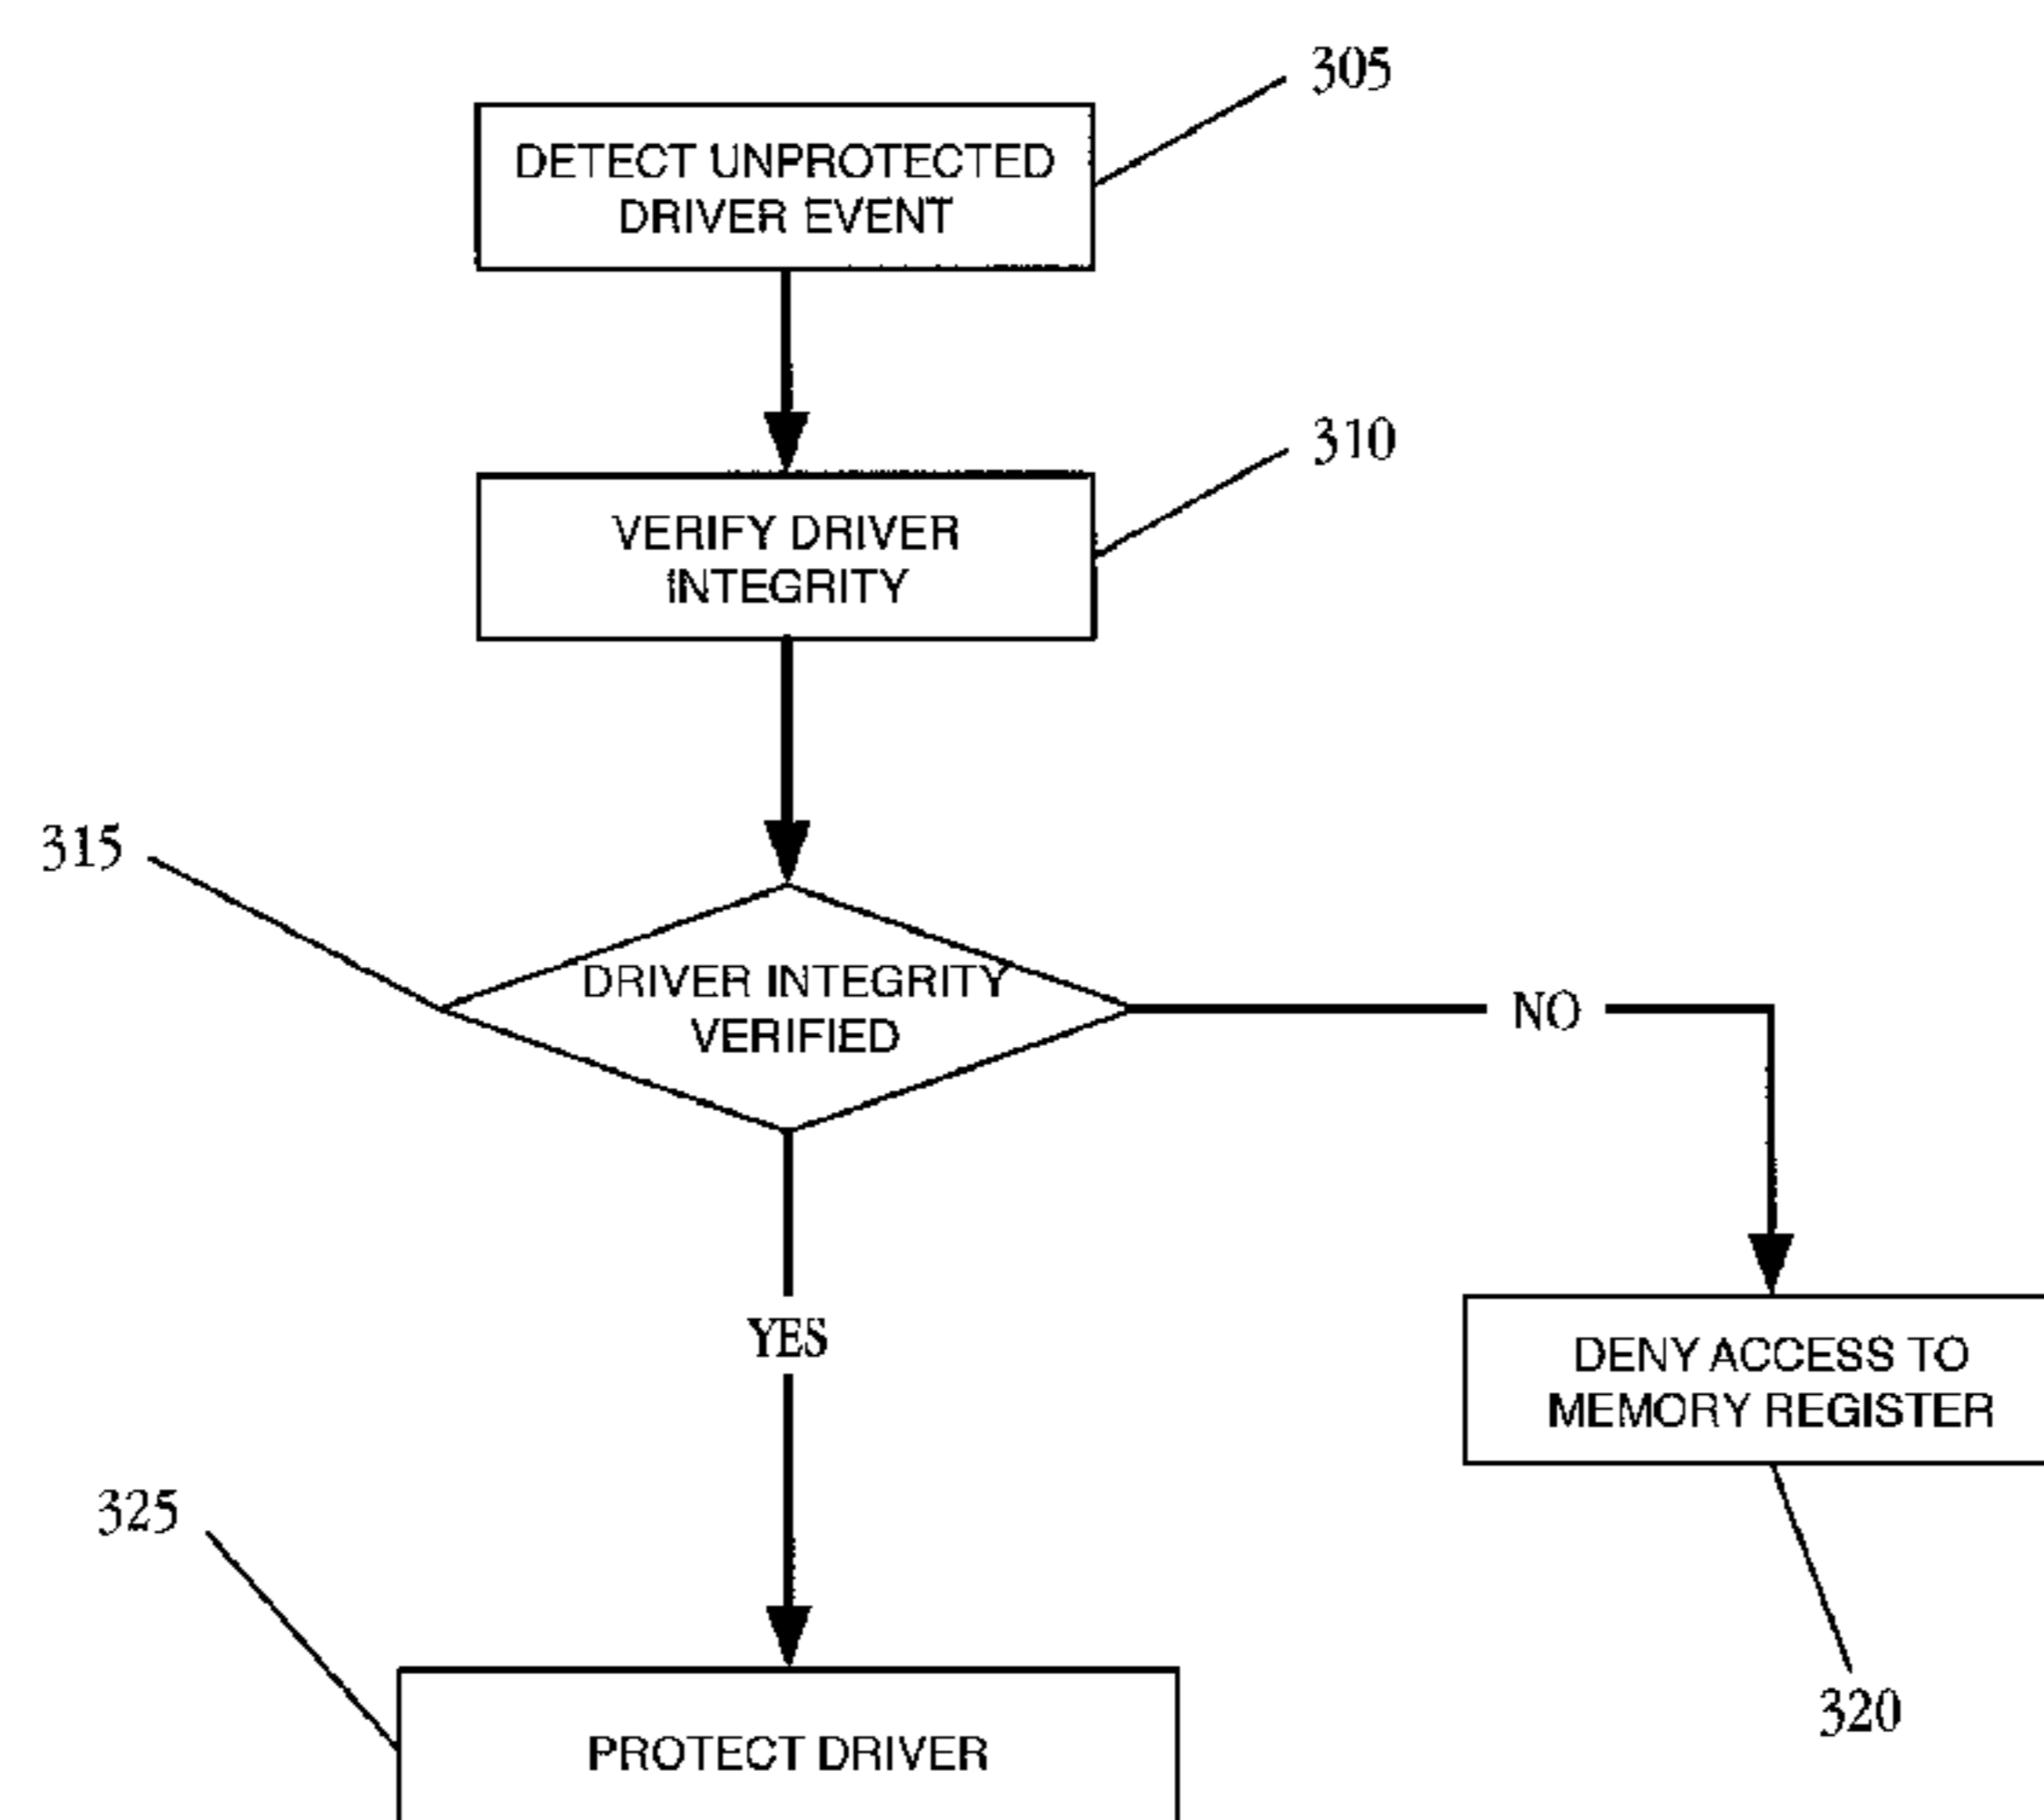 305
DETECT UNPROTECTED
DRIVER EVENT
310
VERIFY DRIVER
INTEGRITY
315
DRIVER INTEGRITY
VERIFIED
NO
YES
DENY ACCESS TO
MEMORY REGISTER
325
320
PROTECT DRIVER